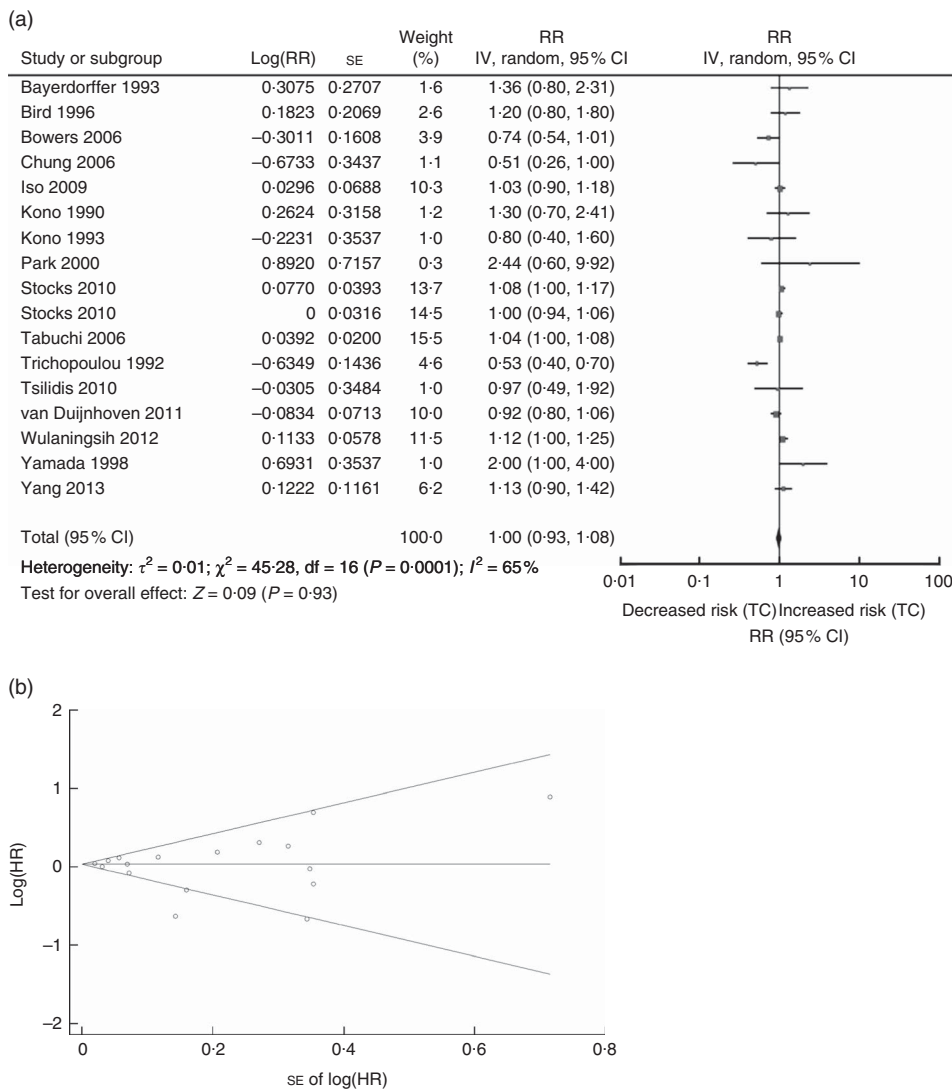 (a)
Study or subgroup Log(RR) SE Weight (%) RR IV, random, 95% CI RR IV, random, 95% CI
Bayerdorffer 1993 0·3075 0·2707 1·6 1·36 (0·80, 2·31)
Bird 1996 0·1823 0·2069 2·6 1·20 (0·80, 1·80)
Bowers 2006 −0·3011 0·1608 3·9 0·74 (0·54, 1·01)
Chung 2006 −0·6733 0·3437 1·1 0·51 (0·26, 1·00)
Iso 2009 0·0296 0·0688 10·3 1·03 (0·90, 1·18)
Kono 1990 0·2624 0·3158 1·2 1·30 (0·70, 2·41)
Kono 1993 −0·2231 0·3537 1·0 0·80 (0·40, 1·60)
Park 2000 0·8920 0·7157 0·3 2·44 (0·60, 9·92)
Stocks 2010 0·0770 0·0393 13·7 1·08 (1·00, 1·17)
Stocks 2010 0 0·0316 14·5 1·00 (0·94, 1·06)
Tabuchi 2006 0·0392 0·0200 15·5 1·04 (1·00, 1·08)
Trichopoulou 1992 −0·6349 0·1436 4·6 0·53 (0·40, 0·70)
Tsilidis 2010 −0·0305 0·3484 1·0 0·97 (0·49, 1·92)
van Duijnhoven 2011 −0·0834 0·0713 10·0 0·92 (0·80, 1·06)
Wulaningsih 2012 0·1133 0·0578 11·5 1·12 (1·00, 1·25)
Yamada 1998 0·6931 0·3537 1·0 2·00 (1·00, 4·00)
Yang 2013 0·1222 0·1161 6·2 1·13 (0·90, 1·42)
Total (95% CI) 100·0 1·00 (0·93, 1·08)
Heterogeneity: τ² = 0·01; χ² = 45·28, df = 16 (P = 0·0001); I² = 65%
Test for overall effect: Z = 0·09 (P = 0·93)
0·01 0·1 1 10 100
Decreased risk (TC) Increased risk (TC)
RR (95% CI)
(b)
2
1
0
−1
−2
Log(HR)
0 0·2 0·4 0·6 0·8
SE of log(HR)